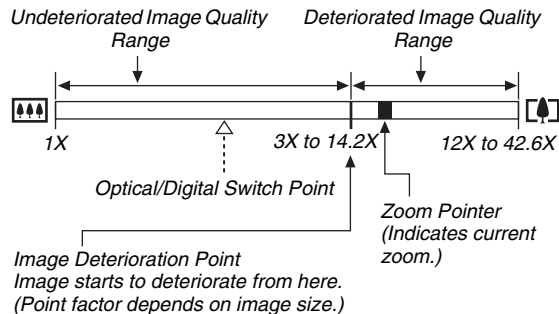 Undeteriorated Image Quality
Range
Deteriorated Image Quality
Range
1X
3X to 14.2X
12X to 42.6X
Optical/Digital Switch Point
Zoom Pointer
(Indicates current
zoom.)
Image Deterioration Point
Image starts to deteriorate from here.
(Point factor depends on image size.)